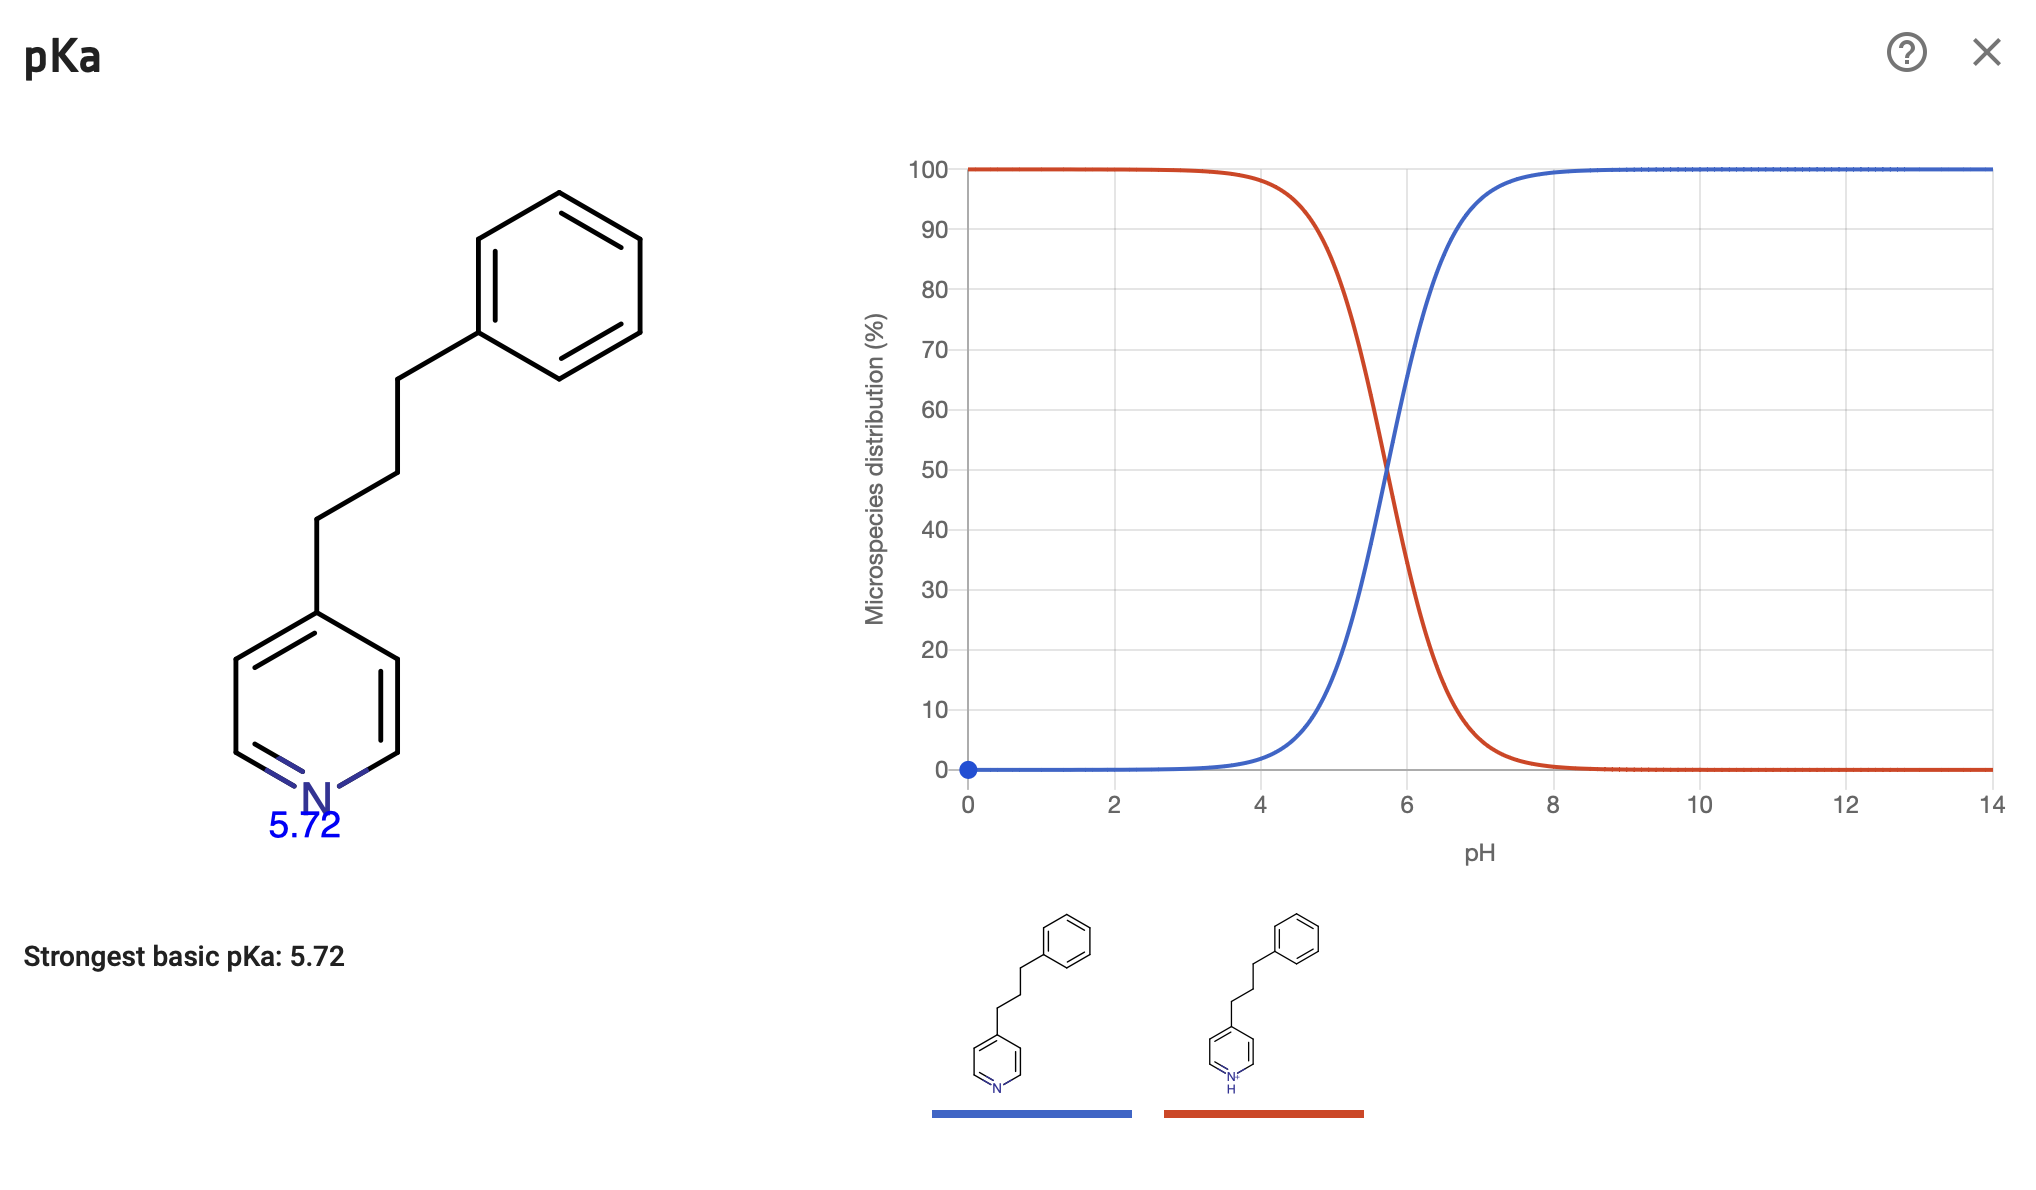 pKa
N
5.72
Strongest basic pKa: 5.72
Microspecies distribution (%)
100
90
80
70
60
50
40
30
20
10
0
0 2 4 6 8 10 12 14
pH
N
N+
H